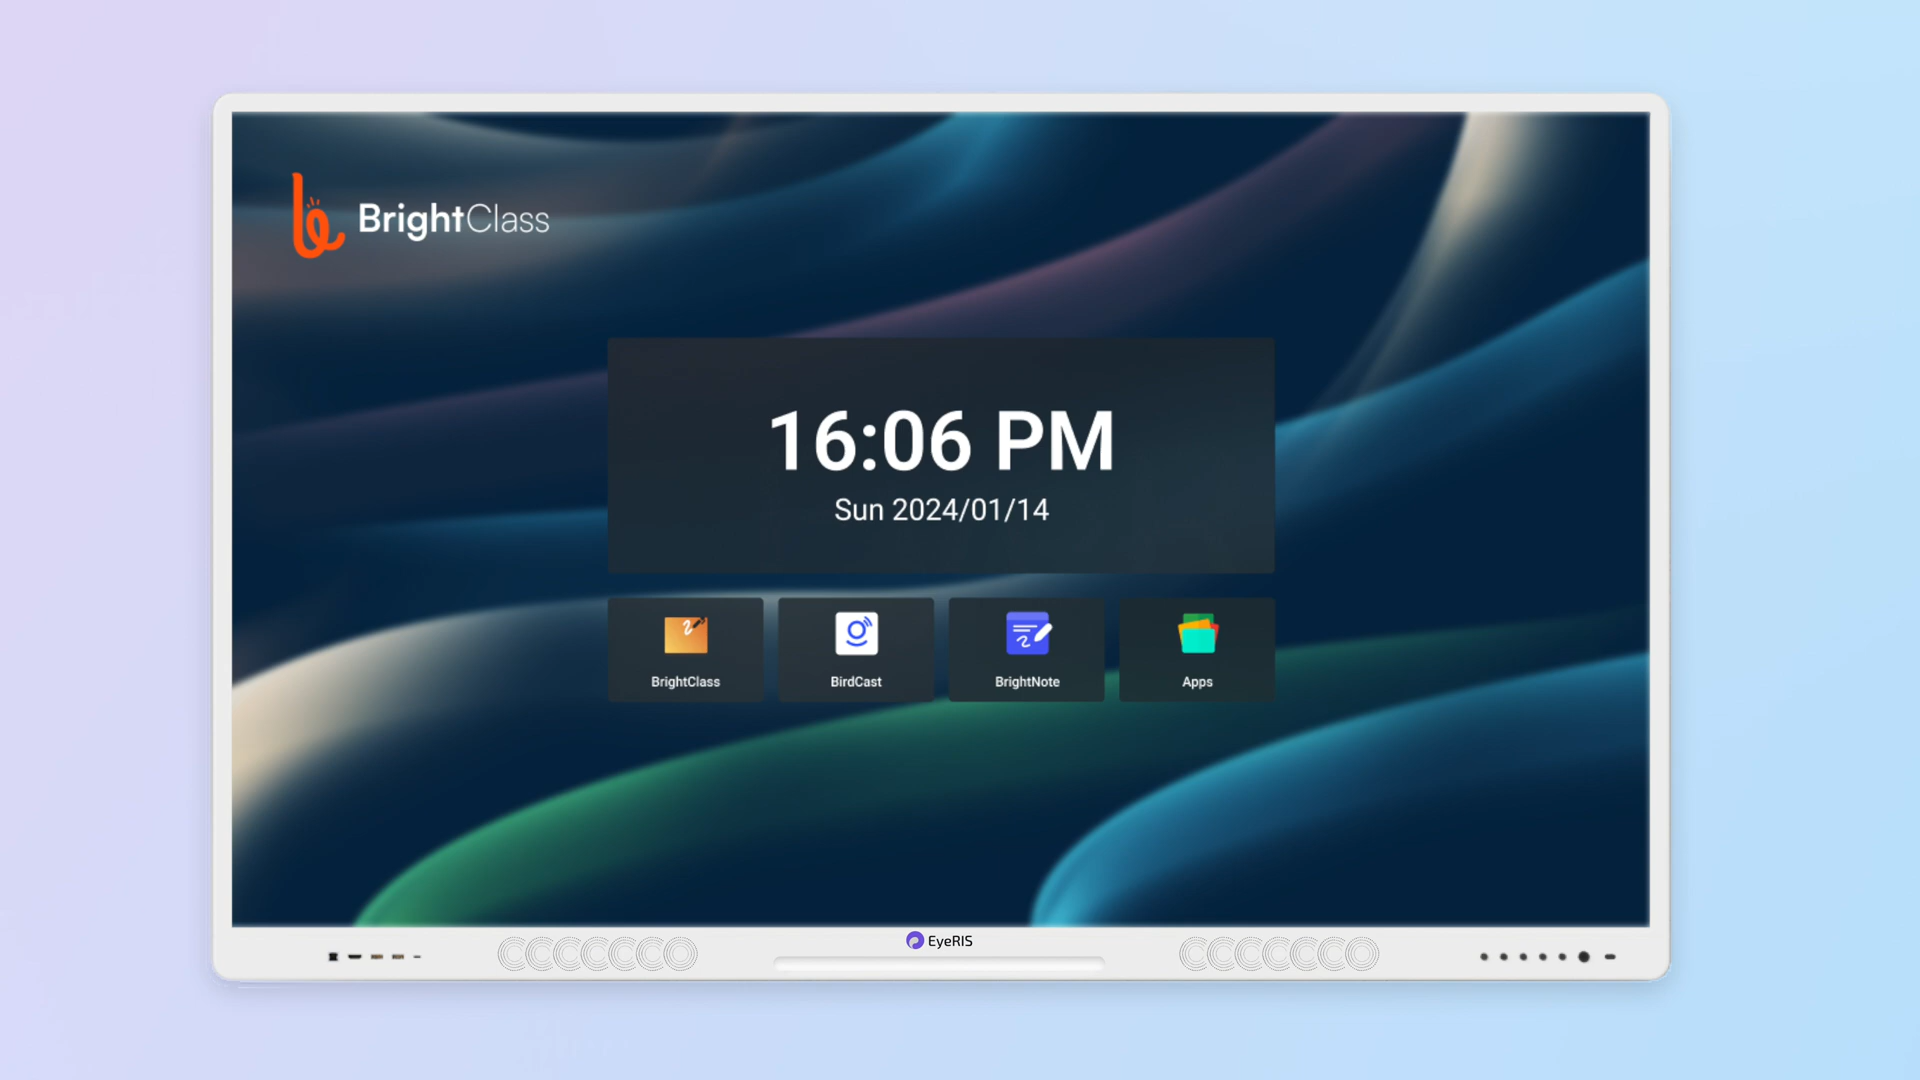 BrightClass
16:06 PM
Sun 2024/01/14
BrightClass
BirdCast
BrightNote
Apps
EyeRIS